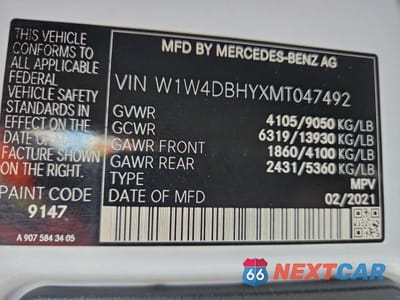 THIS VEHICLE
CONFORMS TO
ALL APPLICABLE
FEDERAL
VEHICLE SAFETY
STANDARDS IN
EFFECT ON THE
DATE OF MANU-
FACTURE SHOWN
ON THE RIGHT.
PAINT CODE
9147
A 907 584 34 05
MFD BY MERCEDES-BENZ AG
VIN W1W4DBHYXMT047492
GVWR 4105/9050 KG/LB
GCWR 6319/13930 KG/LB
GAWR FRONT 1860/4100 KG/LB
GAWR REAR 2431/5360 KG/LB
TYPE MPV
DATE OF MFD 02/2021
66 NEXTCAR